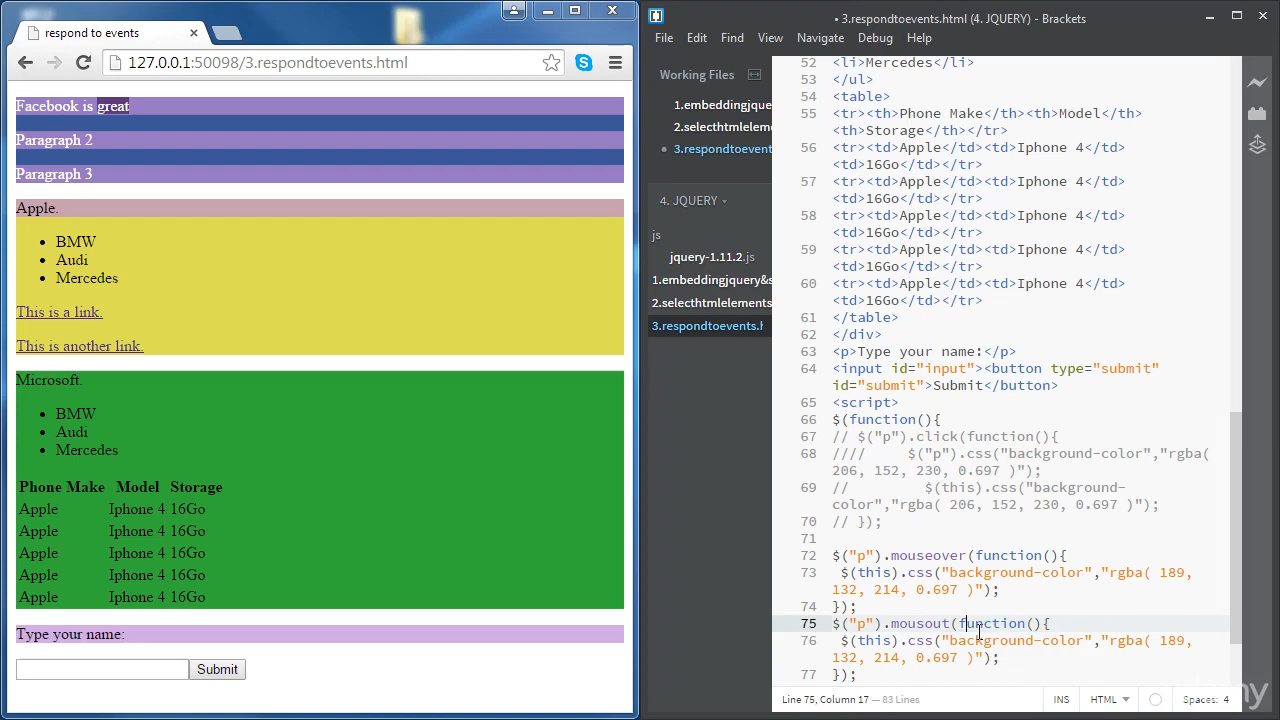 respond to events
127.0.0.1:50098/3.respondtoevents.html
Facebook is great
Paragraph 2
Paragraph 3
Apple.
• BMW
• Audi
• Mercedes
This is a link.
This is another link.
Microsoft.
• BMW
• Audi
• Mercedes
Phone Make Model Storage
Apple Iphone 4 16Go
Apple Iphone 4 16Go
Apple Iphone 4 16Go
Apple Iphone 4 16Go
Apple Iphone 4 16Go
Type your name:
Submit
• 3.respondtoevents.html (4. JQUERY) - Brackets
File Edit Find View Navigate Debug Help
Working Files
1.embeddingjque
2.selecthtmleleme
3.respondtoevent
4. JQUERY
js
jquery-1.11.2.js
1.embeddingjquery&s
2.selecthtmlelements
3.respondtoevents.h
52 <li>Mercedes</li>
53 </ul>
54 <table>
55 <tr><th>Phone Make</th><th>Model</th>
<th>Storage</th></tr>
56 <tr><td>Apple</td><td>Iphone 4</td>
<td>16Go</td></tr>
57 <tr><td>Apple</td><td>Iphone 4</td>
<td>16Go</td></tr>
58 <tr><td>Apple</td><td>Iphone 4</td>
<td>16Go</td></tr>
59 <tr><td>Apple</td><td>Iphone 4</td>
<td>16Go</td></tr>
60 <tr><td>Apple</td><td>Iphone 4</td>
<td>16Go</td></tr>
61 </table>
62 </div>
63 <p>Type your name:</p>
64 <input id="input"><button type="submit"
id="submit">Submit</button>
65 <script>
66 $(function(){
67 // $("p").click(function(){
68 //// $("p").css("background-color","rgba(
206, 152, 230, 0.697 )");
69 // $(this).css("background-
color","rgba( 206, 152, 230, 0.697 )");
70 // });
71
72 $("p").mouseover(function(){
73 $(this).css("background-color","rgba( 189,
132, 214, 0.697 )");
74 });
75 $("p").mousout(function(){
76 $(this).css("background-color","rgba( 189,
132, 214, 0.697 )");
77 });
Line 75, Column 17 — 83 Lines
INS HTML Spaces: 4